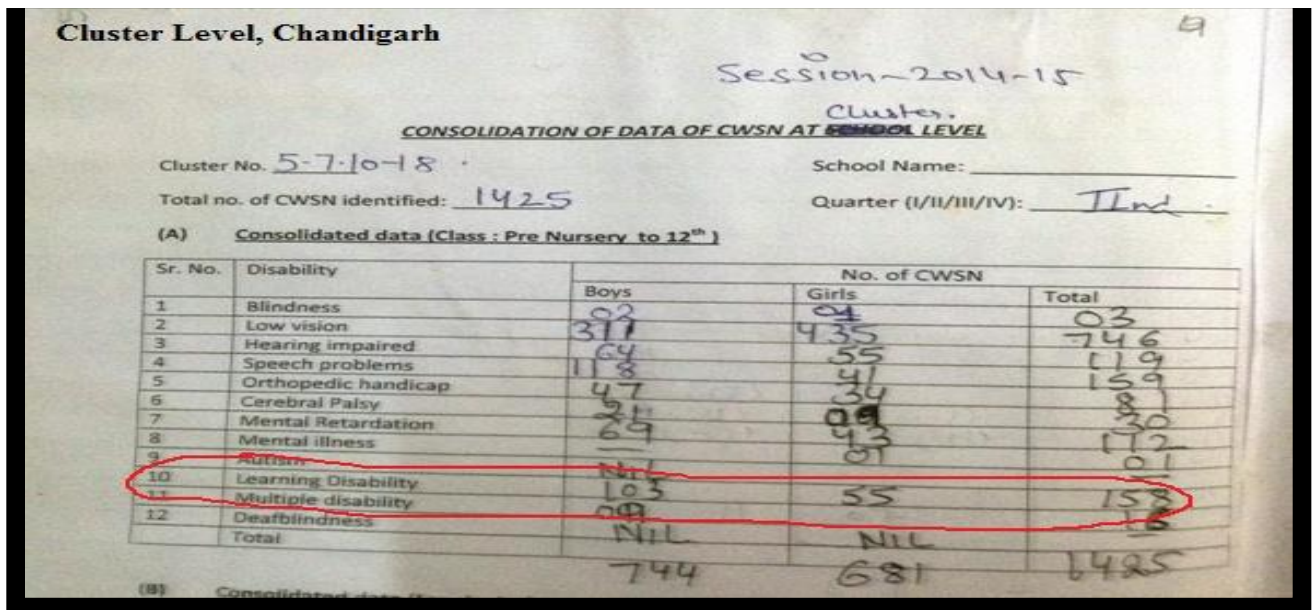 Cluster Level, Chandigarh
Session-2014-15
Cluster.
CONSOLIDATION OF DATA OF CWSN AT SCHOOL LEVEL
Cluster No. 5-7-10-18 School Name:
Total no. of CWSN identified: 1425 Quarter (I/II/III/IV): IInd
(A) Consolidated data (Class : Pre Nursery to 12th )
Sr. No. Disability No. of CWSN
Boys Girls Total
1 Blindness 02 01 03
2 Low vision 311 435 746
3 Hearing impaired 64 55 119
4 Speech problems 118 41 159
5 Orthopedic handicap 47 34 81
6 Cerebral Palsy 21 09 30
7 Mental Retardation 69 43 112
8 Mental illness — 01 01
9 Autism NIL —
10 Learning Disability 103 55 158
11 Multiple disability 09
12 Deafblindness NIL NIL —
Total 744 681 1425
(B) Consolidated data